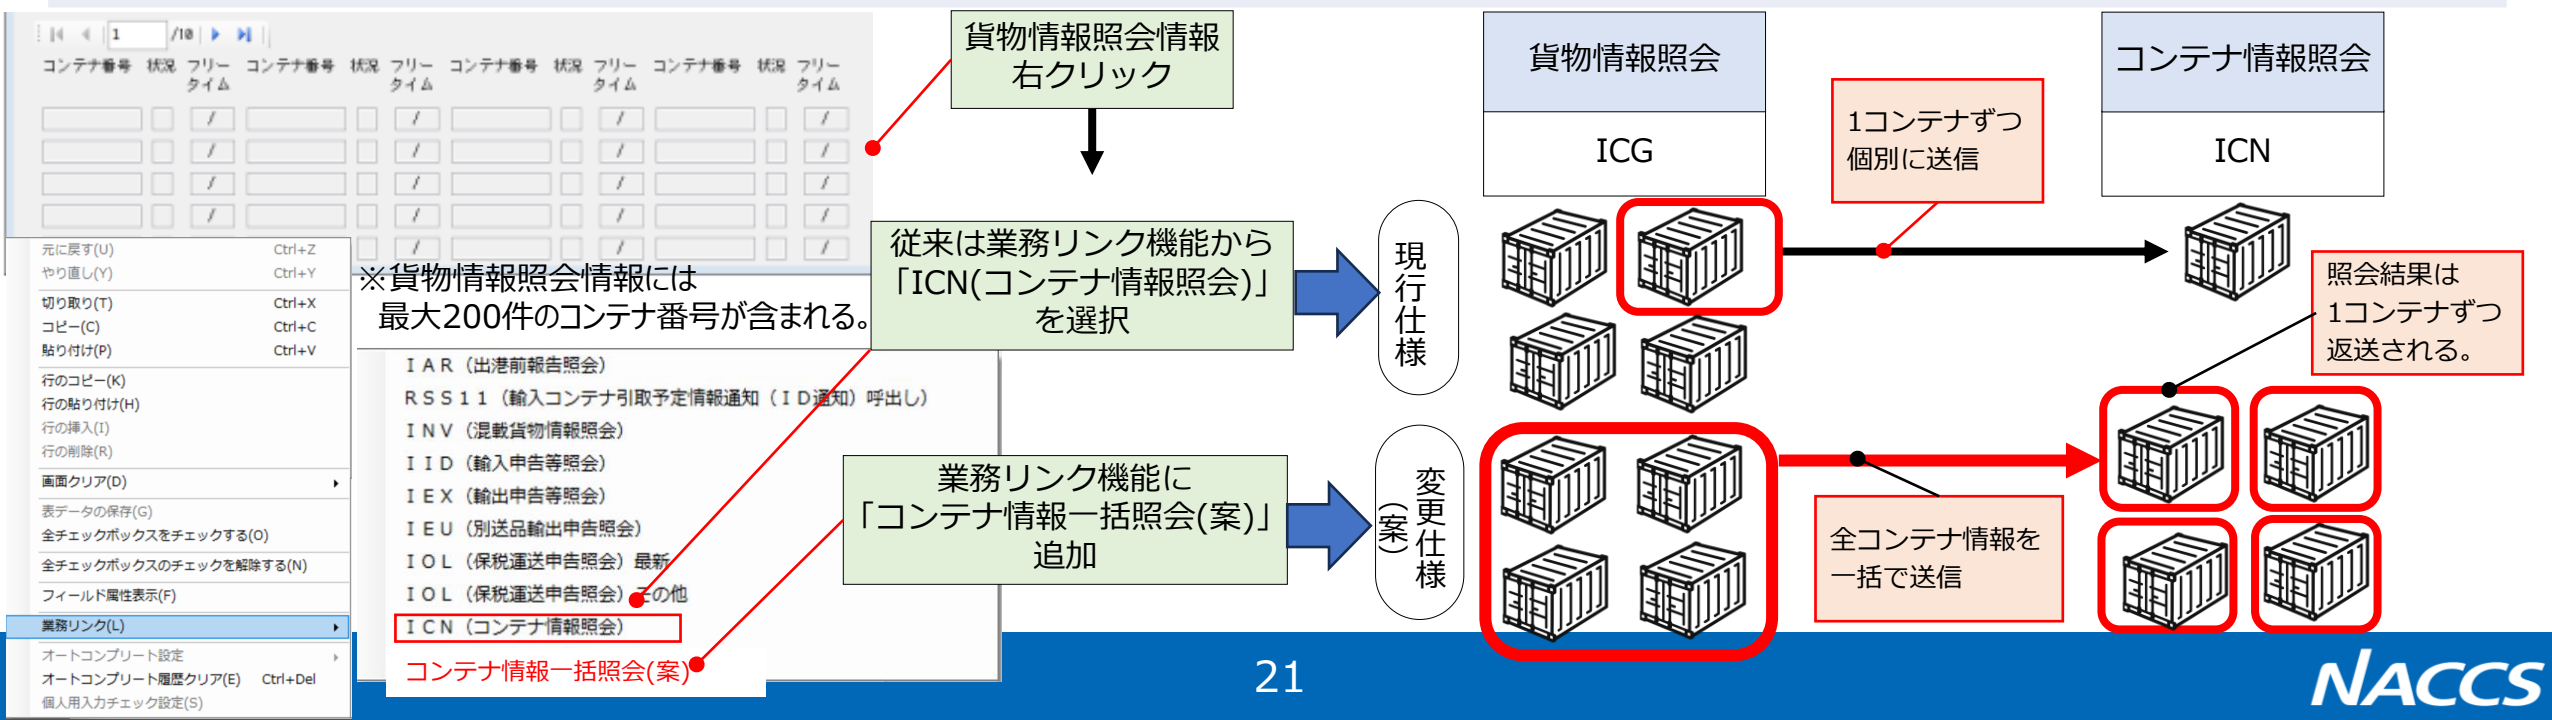 1 /10
コンテナ番号 状況 フリータイム コンテナ番号 状況 フリータイム コンテナ番号 状況 フリータイム コンテナ番号 状況 フリータイム
/ / / /
/ / / /
/ / / /
/ / / /
/ / /
元に戻す(U) Ctrl+Z
やり直し(Y) Ctrl+Y
切り取り(T) Ctrl+X
コピー(C) Ctrl+C
貼り付け(P) Ctrl+V
行のコピー(K)
行の貼り付け(H)
行の挿入(I)
行の削除(R)
画面クリア(D)
表データの保存(G)
全チェックボックスをチェックする(O)
全チェックボックスのチェックを解除する(N)
フィールド属性表示(F)
業務リンク(L)
オートコンプリート設定
オートコンプリート履歴クリア(E) Ctrl+Del
個人用入力チェック設定(S)
※貨物情報照会情報には
最大200件のコンテナ番号が含まれる。
ＩＡＲ（出港前報告照会）
ＲＳＳ１１（輸入コンテナ引取予定情報通知（ＩＤ通知）呼出し）
ＩＮＶ（混載貨物情報照会）
ＩＩＤ（輸入申告等照会）
ＩＥＸ（輸出申告等照会）
ＩＥＵ（別送品輸出申告照会）
ＩＯＬ（保税運送申告照会）最新
ＩＯＬ（保税運送申告照会）その他
ＩＣＮ（コンテナ情報照会）
コンテナ情報一括照会(案)
貨物情報照会情報
右クリック
従来は業務リンク機能から
「ICN(コンテナ情報照会)」
を選択
業務リンク機能に
「コンテナ情報一括照会(案)」
追加
現行仕様
変更仕様
（案）
貨物情報照会
ICG
コンテナ情報照会
ICN
1コンテナずつ
個別に送信
照会結果は
1コンテナずつ
返送される。
全コンテナ情報を
一括で送信
21
NACCS